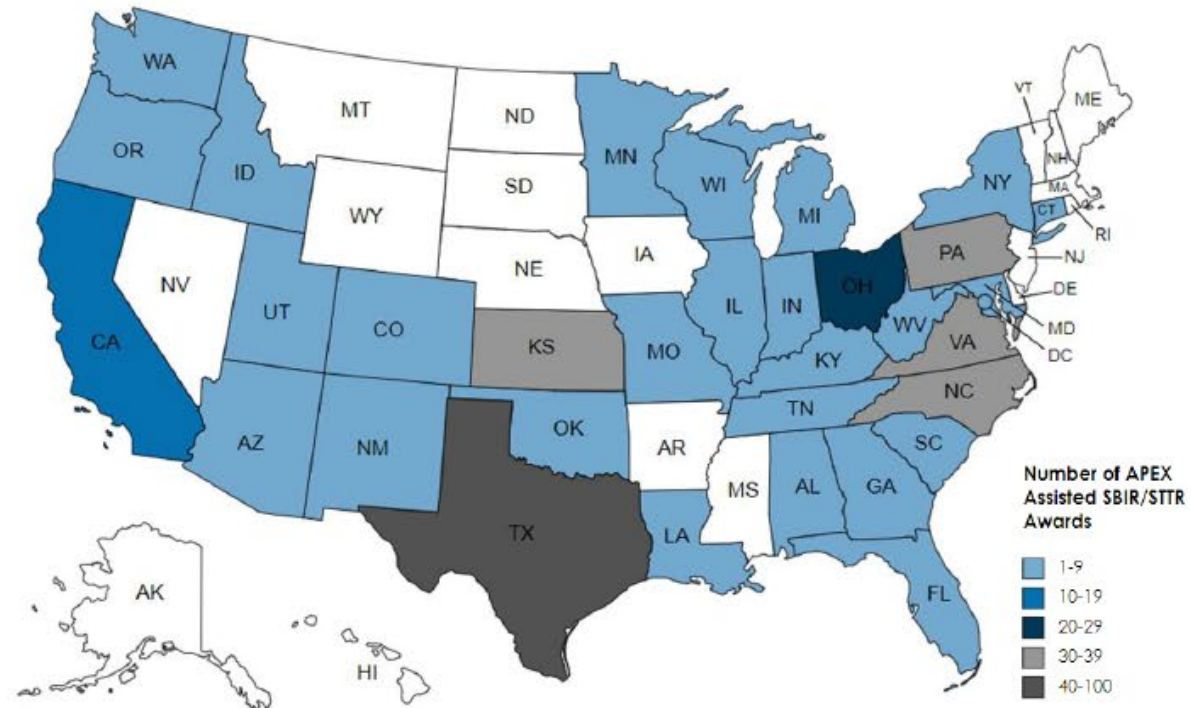 WA
MT
ND
MN
VT
ME
OR
ID
SD
WI
NY
NH
MA
WY
MI
CT
RI
IA
PA
NJ
NV
NE
OH
DE
UT
CO
IL
IN
WV
MD
CA
KS
MO
KY
VA
DC
NC
TN
AZ
NM
OK
AR
SC
MS
AL
GA
TX
LA
FL
AK
HI
Number of APEX
Assisted SBIR/STTR
Awards
1-9
10-19
20-29
30-39
40-100